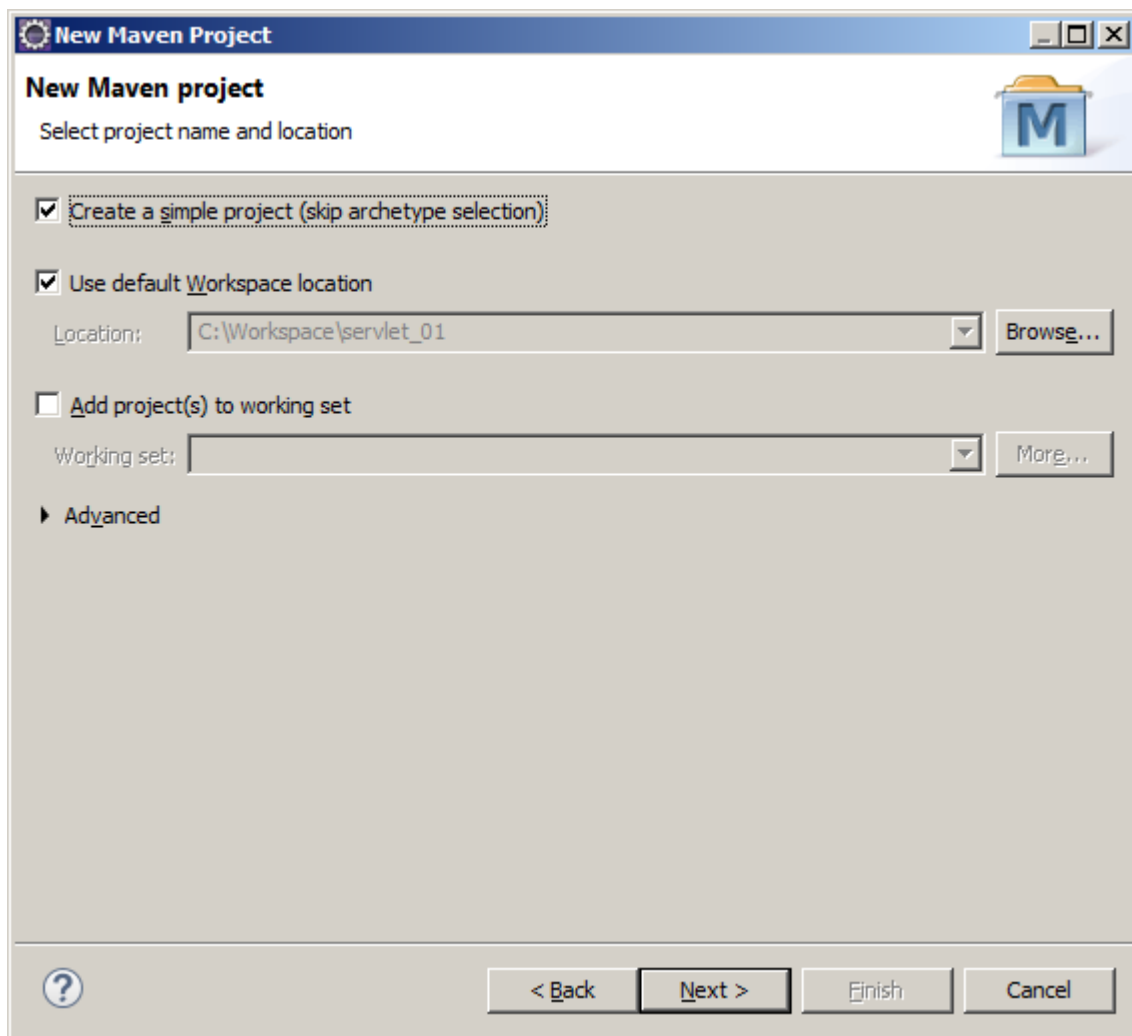 New Maven Project
New Maven project
M
Select project name and location
Create a simple project (skip archetype selection)
Use default Workspace location
Location: C:\Workspace\servlet_01 Browse...
Add project(s) to working set
Working set: More...
Advanced
? < Back Next > Finish Cancel